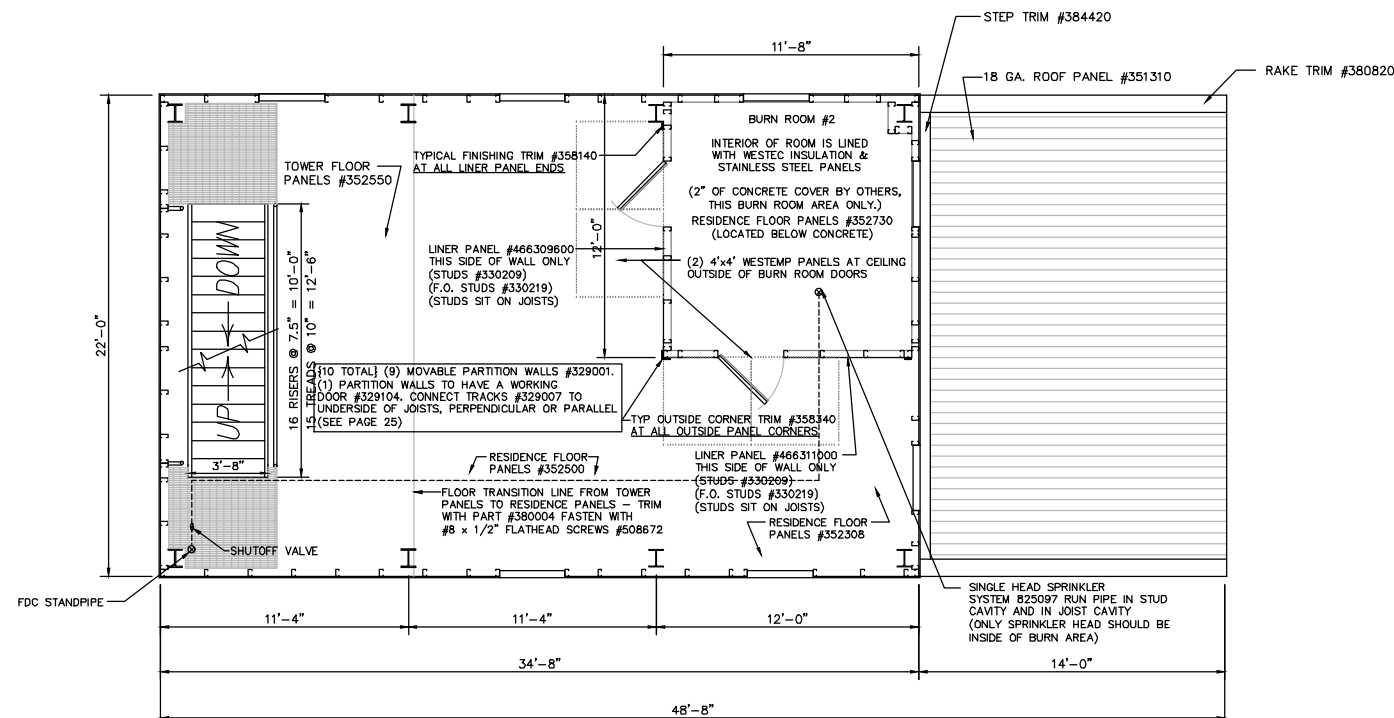 STEP TRIM #384420
11'-8"
18 GA. ROOF PANEL #351310
RAKE TRIM #380820
BURN ROOM #2
INTERIOR OF ROOM IS LINED
WITH WESTEC INSULATION &
STAINLESS STEEL PANELS
(2" OF CONCRETE COVER BY OTHERS,
THIS BURN ROOM AREA ONLY.)
RESIDENCE FLOOR PANELS #352730
(LOCATED BELOW CONCRETE)
(2) 4'x4' WESTEMP PANELS AT CEILING
OUTSIDE OF BURN ROOM DOORS
TYPICAL FINISHING TRIM #358140
AT ALL LINER PANEL ENDS
TOWER FLOOR
PANELS #352550
12'-0"
LINER PANEL #466309600
THIS SIDE OF WALL ONLY
(STUDS #330209)
(F.O. STUDS #330219)
(STUDS SIT ON JOISTS)
DOWN
UP
16 RISERS @ 7.5" = 10'-0"
15 TREADS @ 10" = 12'-6"
22'-0"
{10 TOTAL} (9) MOVABLE PARTITION WALLS #329001.
(1) PARTITION WALLS TO HAVE A WORKING
DOOR #329104. CONNECT TRACKS #329007 TO
UNDERSIDE OF JOISTS, PERPENDICULAR OR PARALLEL
(SEE PAGE 25)
TYP OUTSIDE CORNER TRIM #358340
AT ALL OUTSIDE PANEL CORNERS
3'-8"
RESIDENCE FLOOR
PANELS #352500
LINER PANEL #466311000
THIS SIDE OF WALL ONLY
(STUDS #330209)
(F.O. STUDS #330219)
(STUDS SIT ON JOISTS)
FLOOR TRANSITION LINE FROM TOWER
PANELS TO RESIDENCE PANELS – TRIM
WITH PART #380004 FASTEN WITH
#8 x 1/2" FLATHEAD SCREWS #508672
RESIDENCE FLOOR
PANELS #352308
SHUTOFF VALVE
FDC STANDPIPE
SINGLE HEAD SPRINKLER
SYSTEM 825097 RUN PIPE IN STUD
CAVITY AND IN JOIST CAVITY
(ONLY SPRINKLER HEAD SHOULD BE
INSIDE OF BURN AREA)
11'-4"
11'-4"
12'-0"
34'-8"
14'-0"
48'-8"